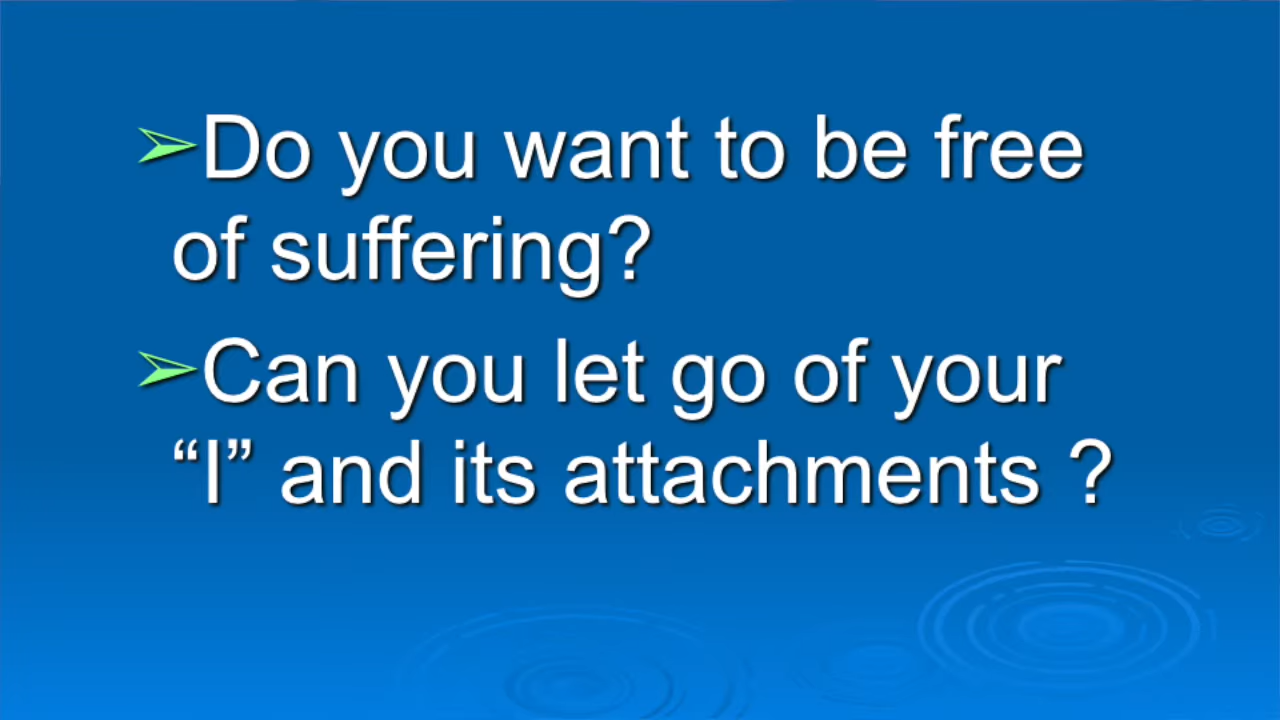 ➢Do you want to be free
of suffering?
➢Can you let go of your
“I” and its attachments ?